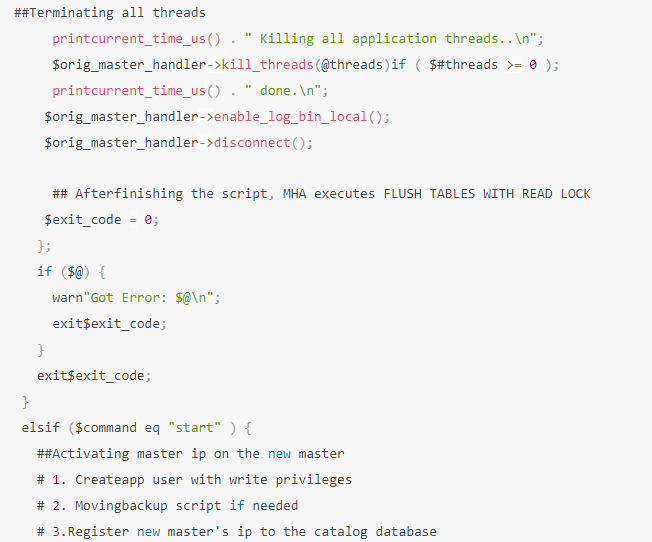 ##Terminating all threads
printcurrent_time_us() . " Killing all application threads..\n";
$orig_master_handler->kill_threads(@threads)if ( $#threads >= 0 );
printcurrent_time_us() . " done.\n";
$orig_master_handler->enable_log_bin_local();
$orig_master_handler->disconnect();
## Afterfinishing the script, MHA executes FLUSH TABLES WITH READ LOCK
$exit_code = 0;
};
if ($@) {
warn"Got Error: $@\n";
exit$exit_code;
}
exit$exit_code;
}
elsif ($command eq "start" ) {
##Activating master ip on the new master
# 1. Createapp user with write privileges
# 2. Movingbackup script if needed
# 3.Register new master's ip to the catalog database